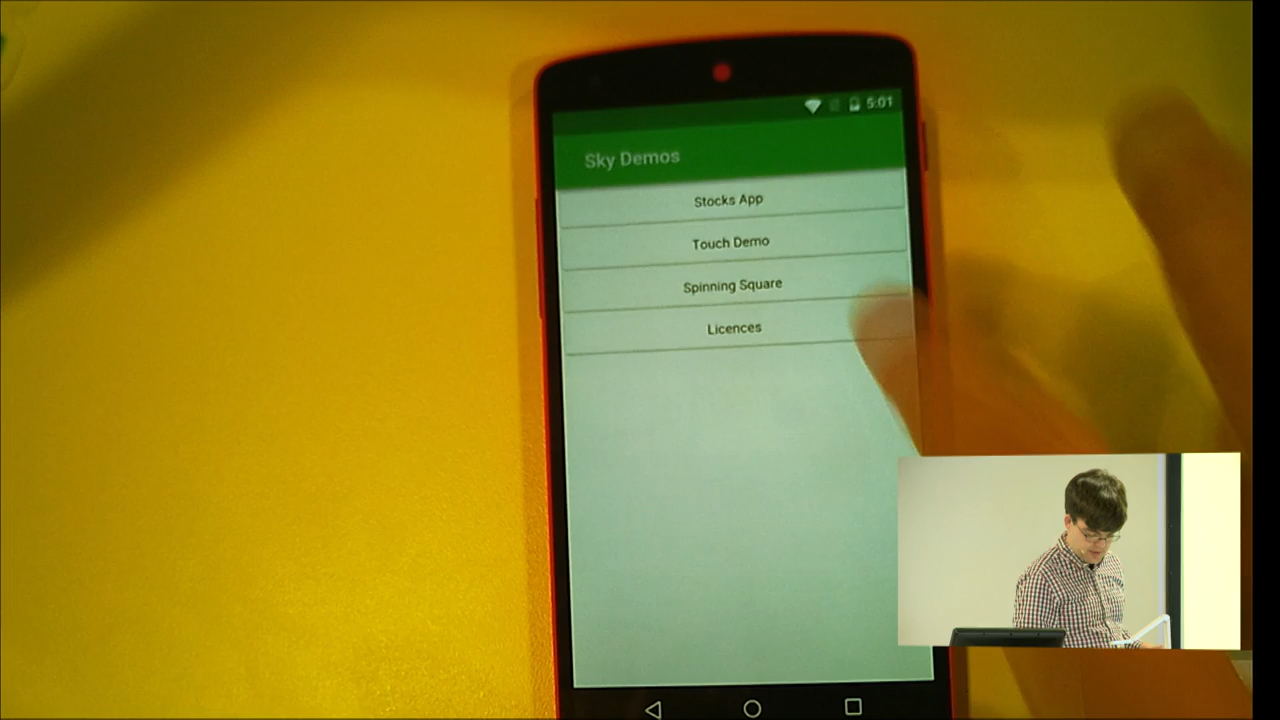 5:01
Sky Demos
Stocks App
Touch Demo
Spinning Square
Licences